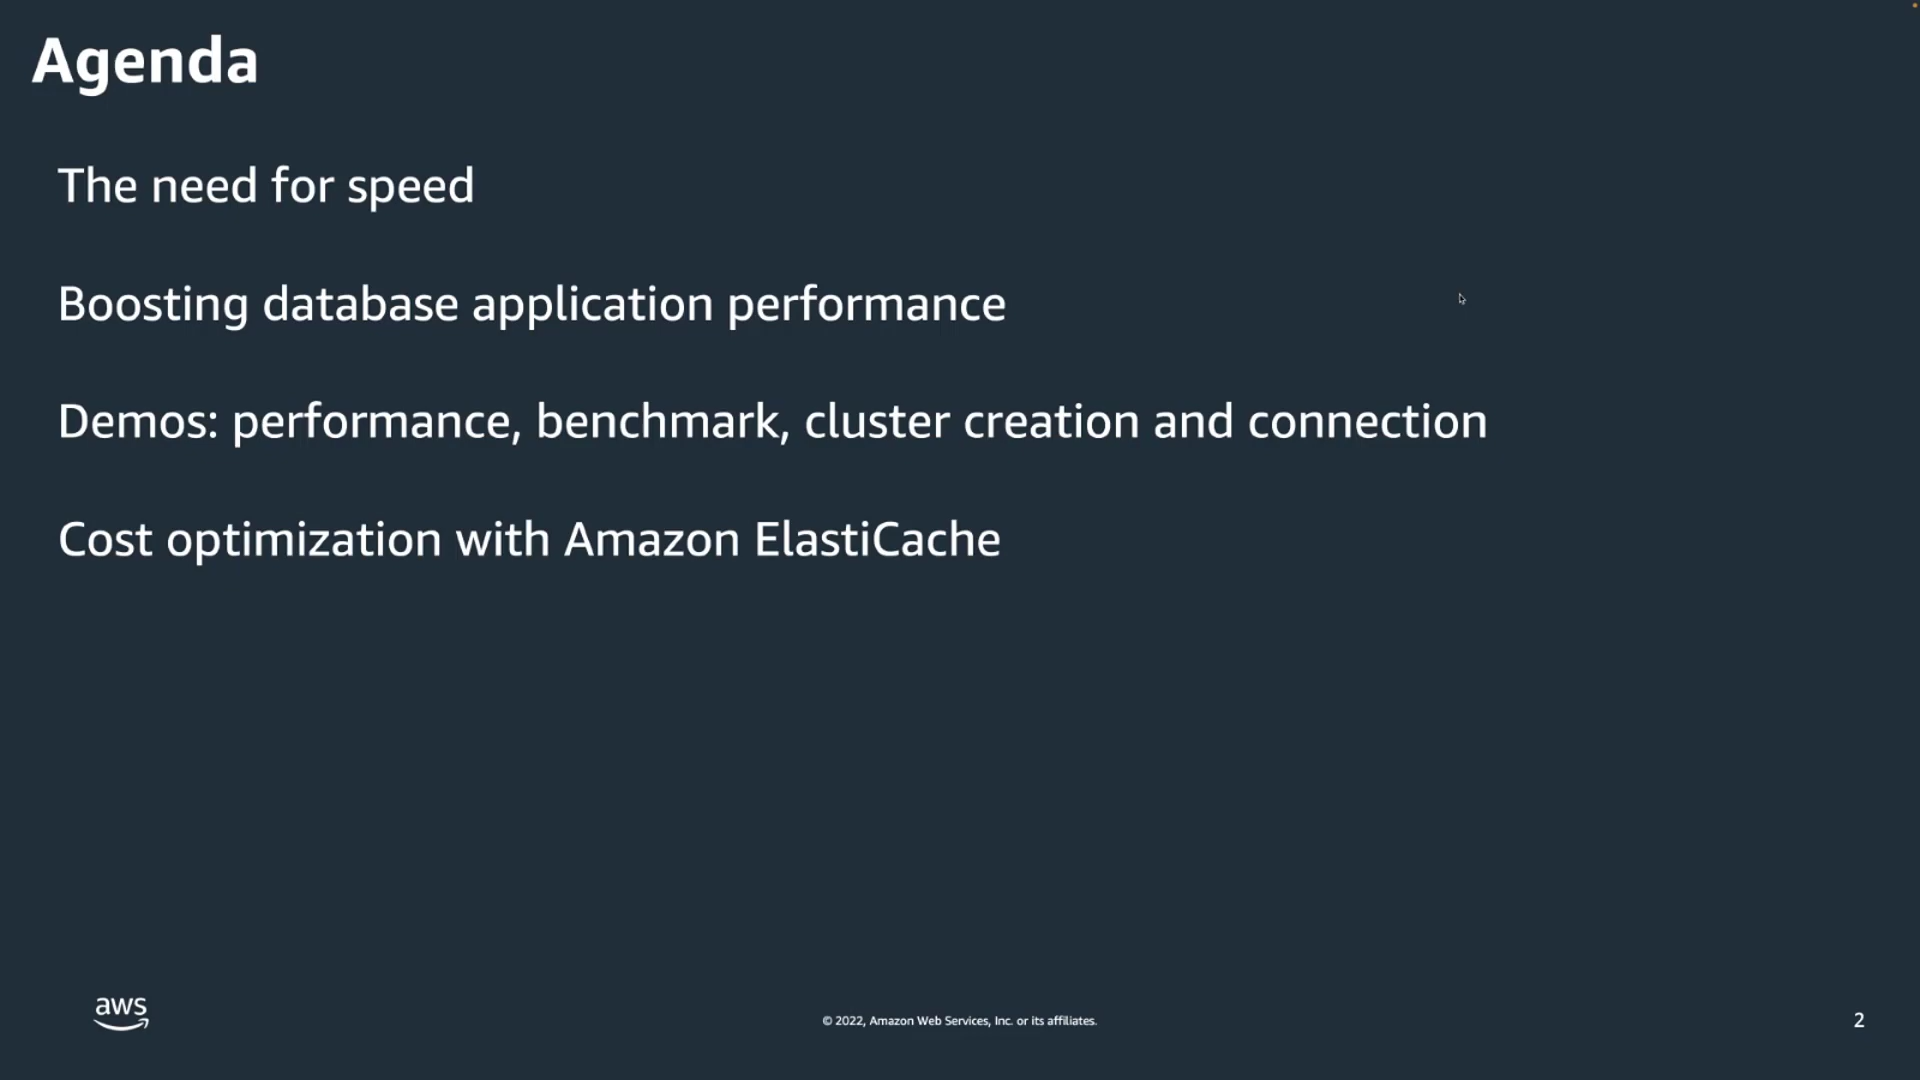 Agenda
The need for speed
Boosting database application performance
Demos: performance, benchmark, cluster creation and connection
Cost optimization with Amazon ElastiCache
aws
© 2022, Amazon Web Services, Inc. or its affiliates.
2